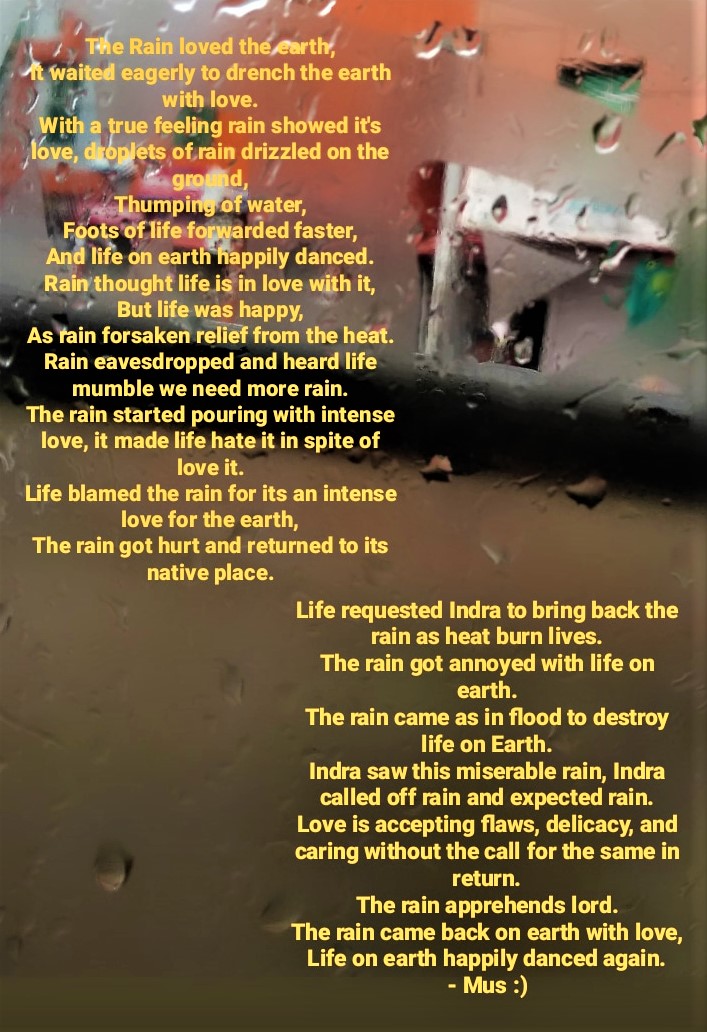 The Rain loved the earth,
It waited eagerly to drench the earth
with love.
With a true feeling rain showed it's
love, droplets of rain drizzled on the
ground,
Thumping of water,
Foots of life forwarded faster,
And life on earth happily danced.
Rain thought life is in love with it,
But life was happy,
As rain forsaken relief from the heat.
Rain eavesdropped and heard life
mumble we need more rain.
The rain started pouring with intense
love, it made life hate it in spite of
love it.
Life blamed the rain for its an intense
love for the earth,
The rain got hurt and returned to its
native place.
Life requested Indra to bring back the
rain as heat burn lives.
The rain got annoyed with life on
earth.
The rain came as in flood to destroy
life on Earth.
Indra saw this miserable rain, Indra
called off rain and expected rain.
Love is accepting flaws, delicacy, and
caring without the call for the same in
return.
The rain apprehends lord.
The rain came back on earth with love,
Life on earth happily danced again.
- Mus :)